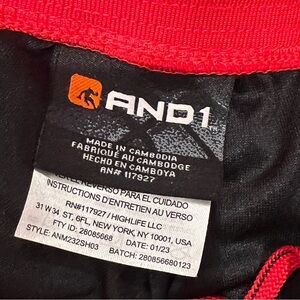 AND1
MADE IN CAMBODIA
FABRIQUÉ AU CAMBODGE
HECHO EN CAMBOYA
RN# 117927
EL REVERSO PARA EL CUIDADO
INSTRUCTIONS D'ENTRETIEN AU VERSO
RN#117927 / HIGHLIFE LLC
31 W 34 ST, 6FL, NEW YORK, NY, 10001, USA
FTY ID: 28085668 DATE: 01/23
STYLE: ANM232SH03 BATCH: 280856680123